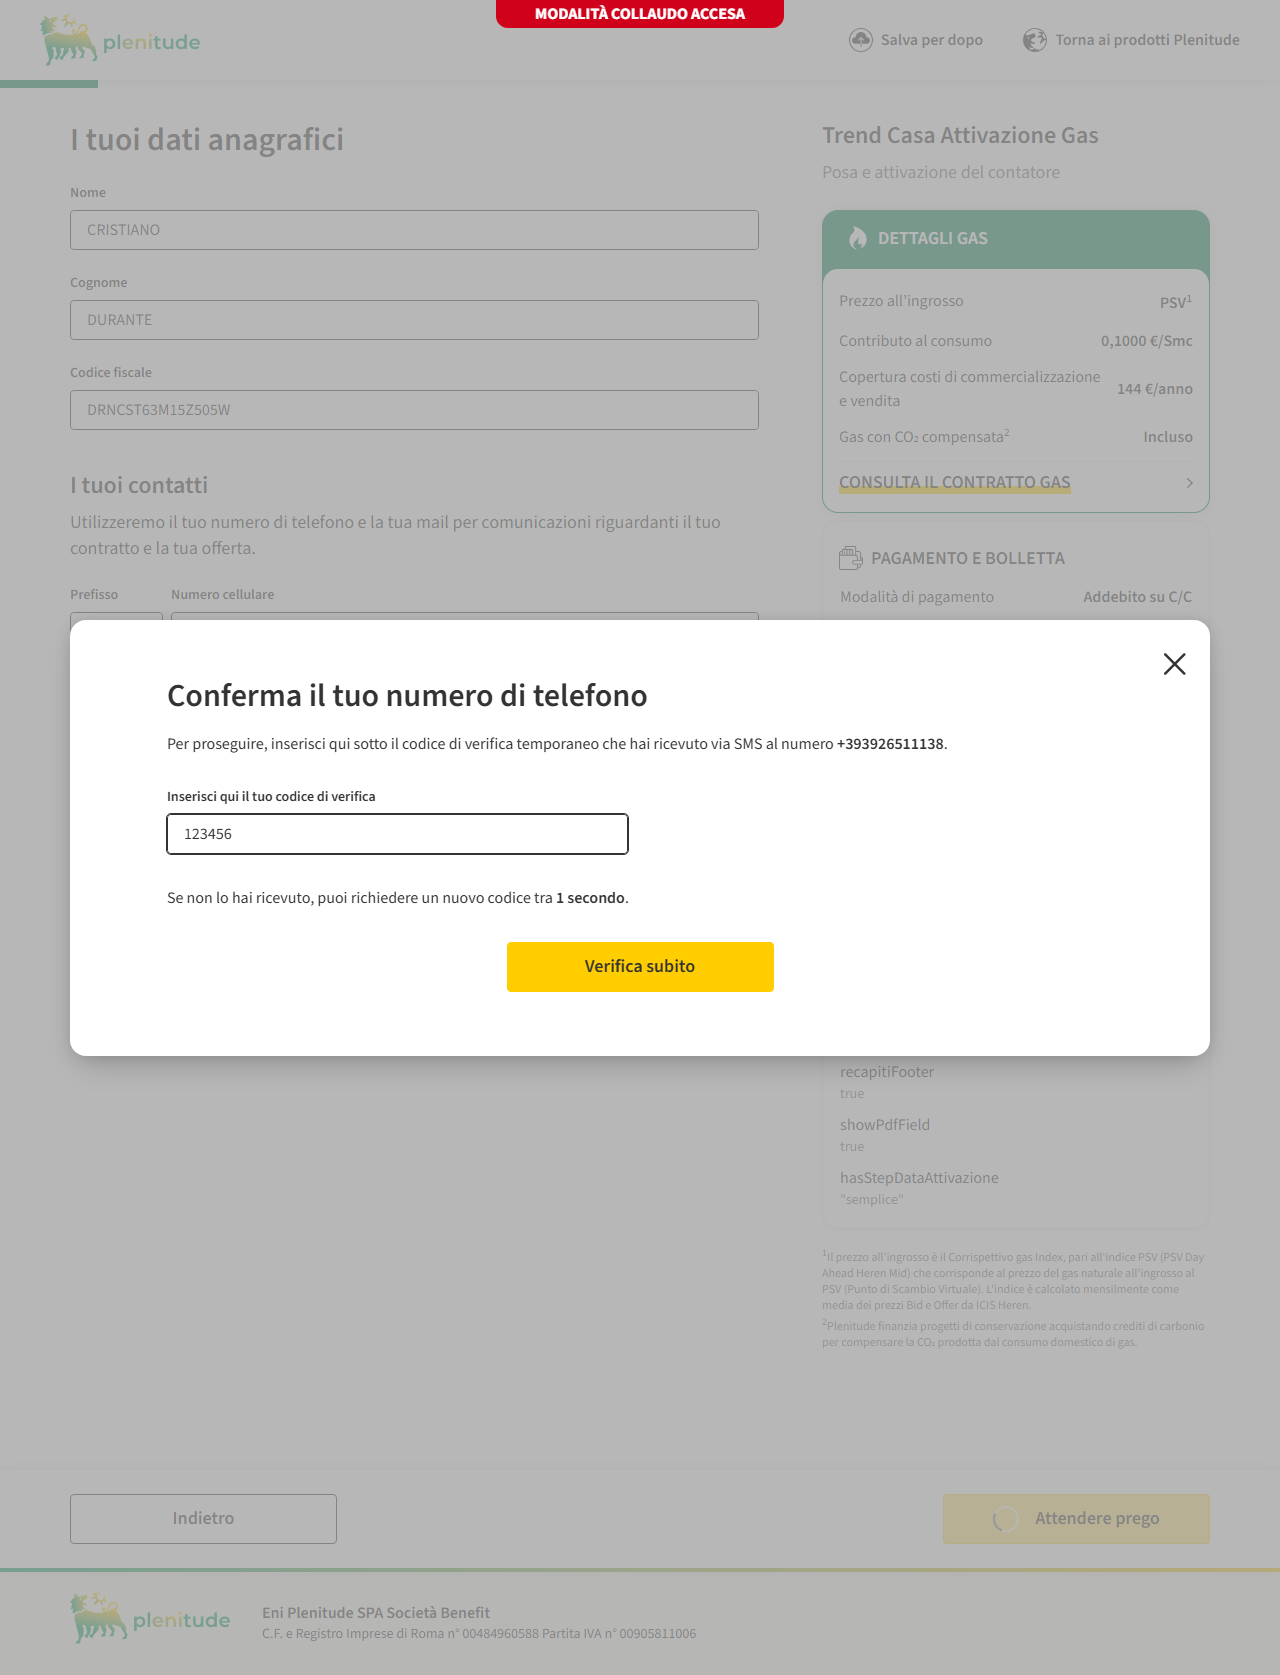 MODALITÀ COLLAUDO ACCESA
plenitude
Salva per dopo
Torna ai prodotti Plenitude
I tuoi dati anagrafici
Nome
CRISTIANO
Cognome
DURANTE
Codice fiscale
DRNCST63M15Z505W
I tuoi contatti
Utilizzeremo il tuo numero di telefono e la tua mail per comunicazioni riguardanti il tuo
contratto e la tua offerta.
Prefisso
Numero cellulare
Trend Casa Attivazione Gas
Posa e attivazione del contatore
DETTAGLI GAS
Prezzo all'ingrosso PSV¹
Contributo al consumo 0,1000 €/Smc
Copertura costi di commercializzazione
e vendita 144 €/anno
Gas con CO₂ compensata² Incluso
CONSULTA IL CONTRATTO GAS
PAGAMENTO E BOLLETTA
Modalità di pagamento Addebito su C/C
Conferma il tuo numero di telefono
Per proseguire, inserisci qui sotto il codice di verifica temporaneo che hai ricevuto via SMS al numero +393926511138.
Inserisci qui il tuo codice di verifica
123456
Se non lo hai ricevuto, puoi richiedere un nuovo codice tra 1 secondo.
Verifica subito
recapitiFooter
true
showPdfField
true
hasStepDataAttivazione
"semplice"
¹Il prezzo all'ingrosso è il Corrispettivo gas Index, pari all'indice PSV (PSV Day
Ahead Heren Mid) che corrisponde al prezzo del gas naturale all'ingrosso al
PSV (Punto di Scambio Virtuale). L'indice è calcolato mensilmente come
media dei prezzi Bid e Offer da ICIS Heren.
²Plenitude finanzia progetti di conservazione acquistando crediti di carbonio
per compensare la CO₂ prodotta dal consumo domestico di gas.
Indietro
Attendere prego
plenitude
Eni Plenitude SPA Società Benefit
C.F. e Registro Imprese di Roma n° 00484960588 Partita IVA n° 00905811006